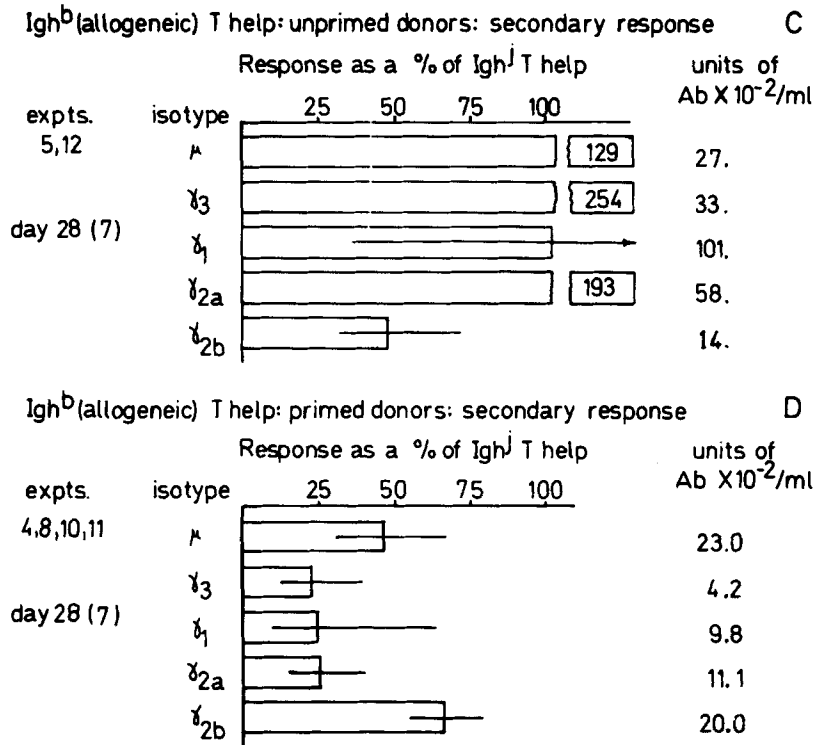 Igh^b (allogeneic) T help: unprimed donors: secondary response C
Response as a % of Igh^j T help
units of
Ab X10^-2/ml
expts. isotype 25 50 75 100
5,12 μ 129 27.
γ3 254 33.
day 28 (7) γ1 101.
γ2a 193 58.
γ2b 14.
Igh^b (allogeneic) T help: primed donors: secondary response D
Response as a % of Igh^j T help
units of
Ab X10^-2/ml
expts. isotype 25 50 75 100
4,8,10,11 μ 23.0
γ3 4.2
day 28 (7) γ1 9.8
γ2a 11.1
γ2b 20.0